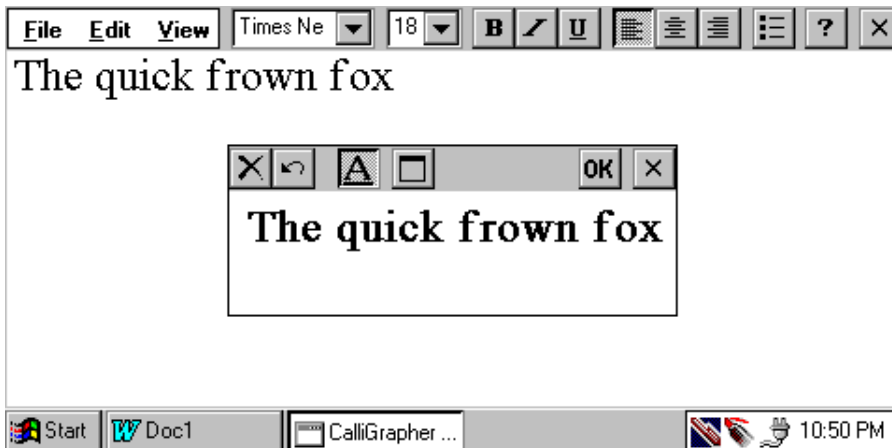 File Edit View Times Ne 18 B I U ?
The quick frown fox
A OK
The quick frown fox
Start Doc1 CalliGrapher ... 10:50 PM